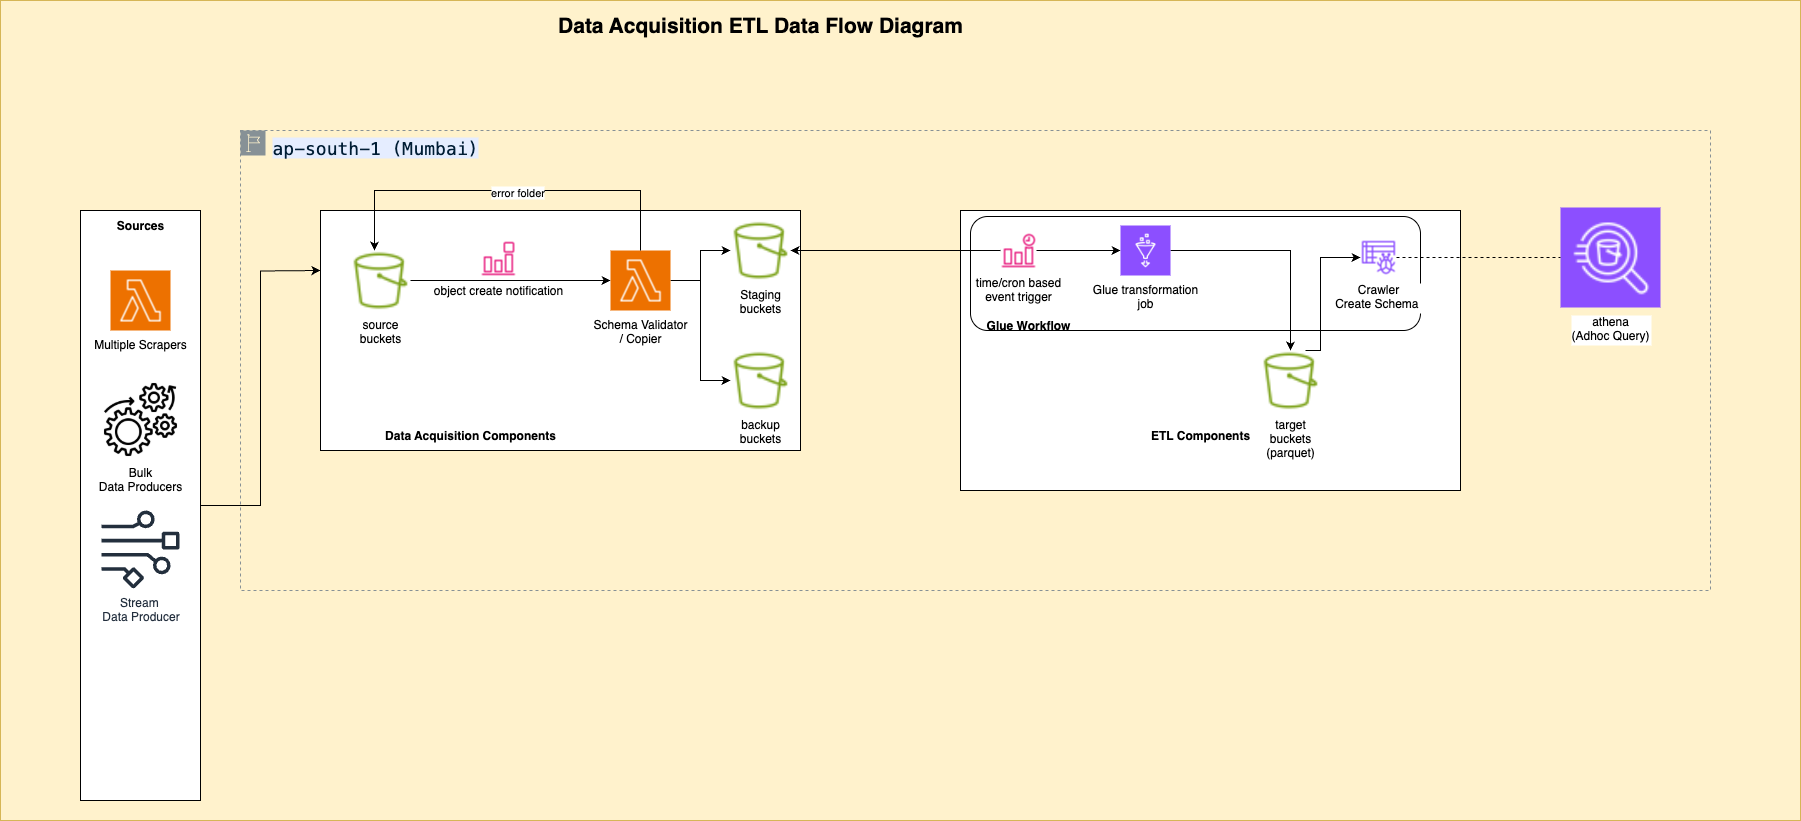 Data Acquisition ETL Data Flow Diagram
ap-south-1 (Mumbai)
Sources
Multiple Scrapers
Bulk
Data Producers
Stream
Data Producer
error folder
source
buckets
object create notification
Schema Validator
/ Copier
Staging
buckets
backup
buckets
Data Acquisition Components
time/cron based
event trigger
Glue transformation
job
Crawler
Create Schema
Glue Workflow
target
buckets
(parquet)
ETL Components
athena
(Adhoc Query)